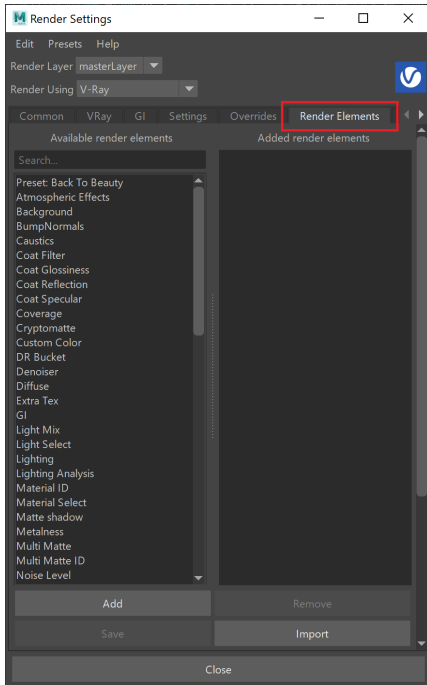 Render Settings
Edit Presets Help
Render Layer masterLayer
Render Using V-Ray
Common VRay GI Settings Overrides Render Elements
Available render elements Added render elements
Search...
Preset: Back To Beauty
Atmospheric Effects
Background
BumpNormals
Caustics
Coat Filter
Coat Glossiness
Coat Reflection
Coat Specular
Coverage
Cryptomatte
Custom Color
DR Bucket
Denoiser
Diffuse
Extra Tex
GI
Light Mix
Light Select
Lighting
Lighting Analysis
Material ID
Material Select
Matte shadow
Metalness
Multi Matte
Multi Matte ID
Noise Level
Add Remove
Save Import
Close